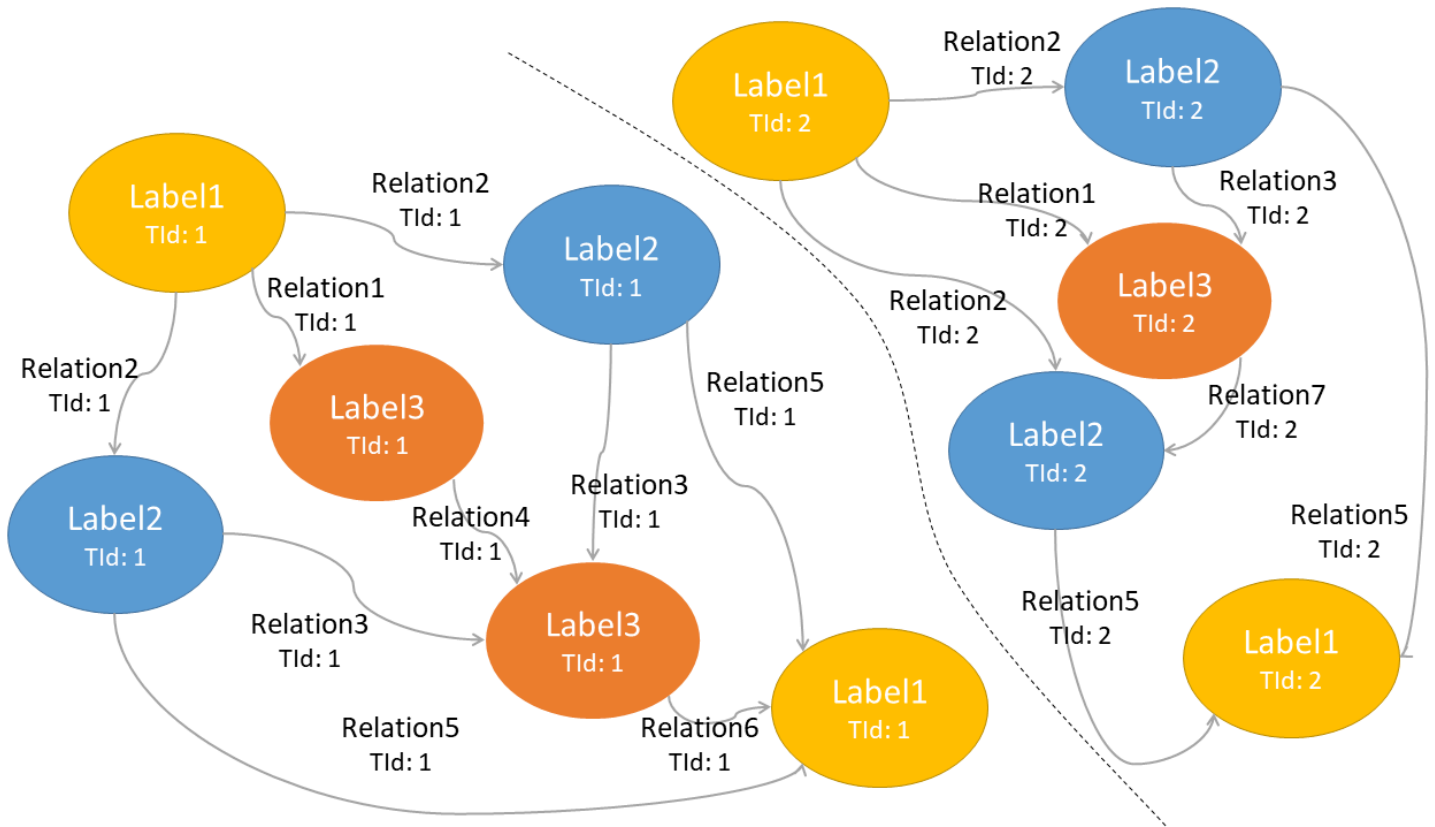 Label1
TId: 1
Relation2
TId: 1
Label2
TId: 1
Relation1
TId: 1
Relation2
TId: 1
Label3
TId: 1
Relation5
TId: 1
Label2
TId: 1
Relation4
TId: 1
Relation3
TId: 1
Relation3
TId: 1
Label3
TId: 1
Relation5
TId: 1
Relation6
TId: 1
Label1
TId: 1
Label1
TId: 2
Relation2
TId: 2
Label2
TId: 2
Relation1
TId: 2
Relation3
TId: 2
Relation2
TId: 2
Label3
TId: 2
Relation7
TId: 2
Label2
TId: 2
Relation5
TId: 2
Relation5
TId: 2
Label1
TId: 2